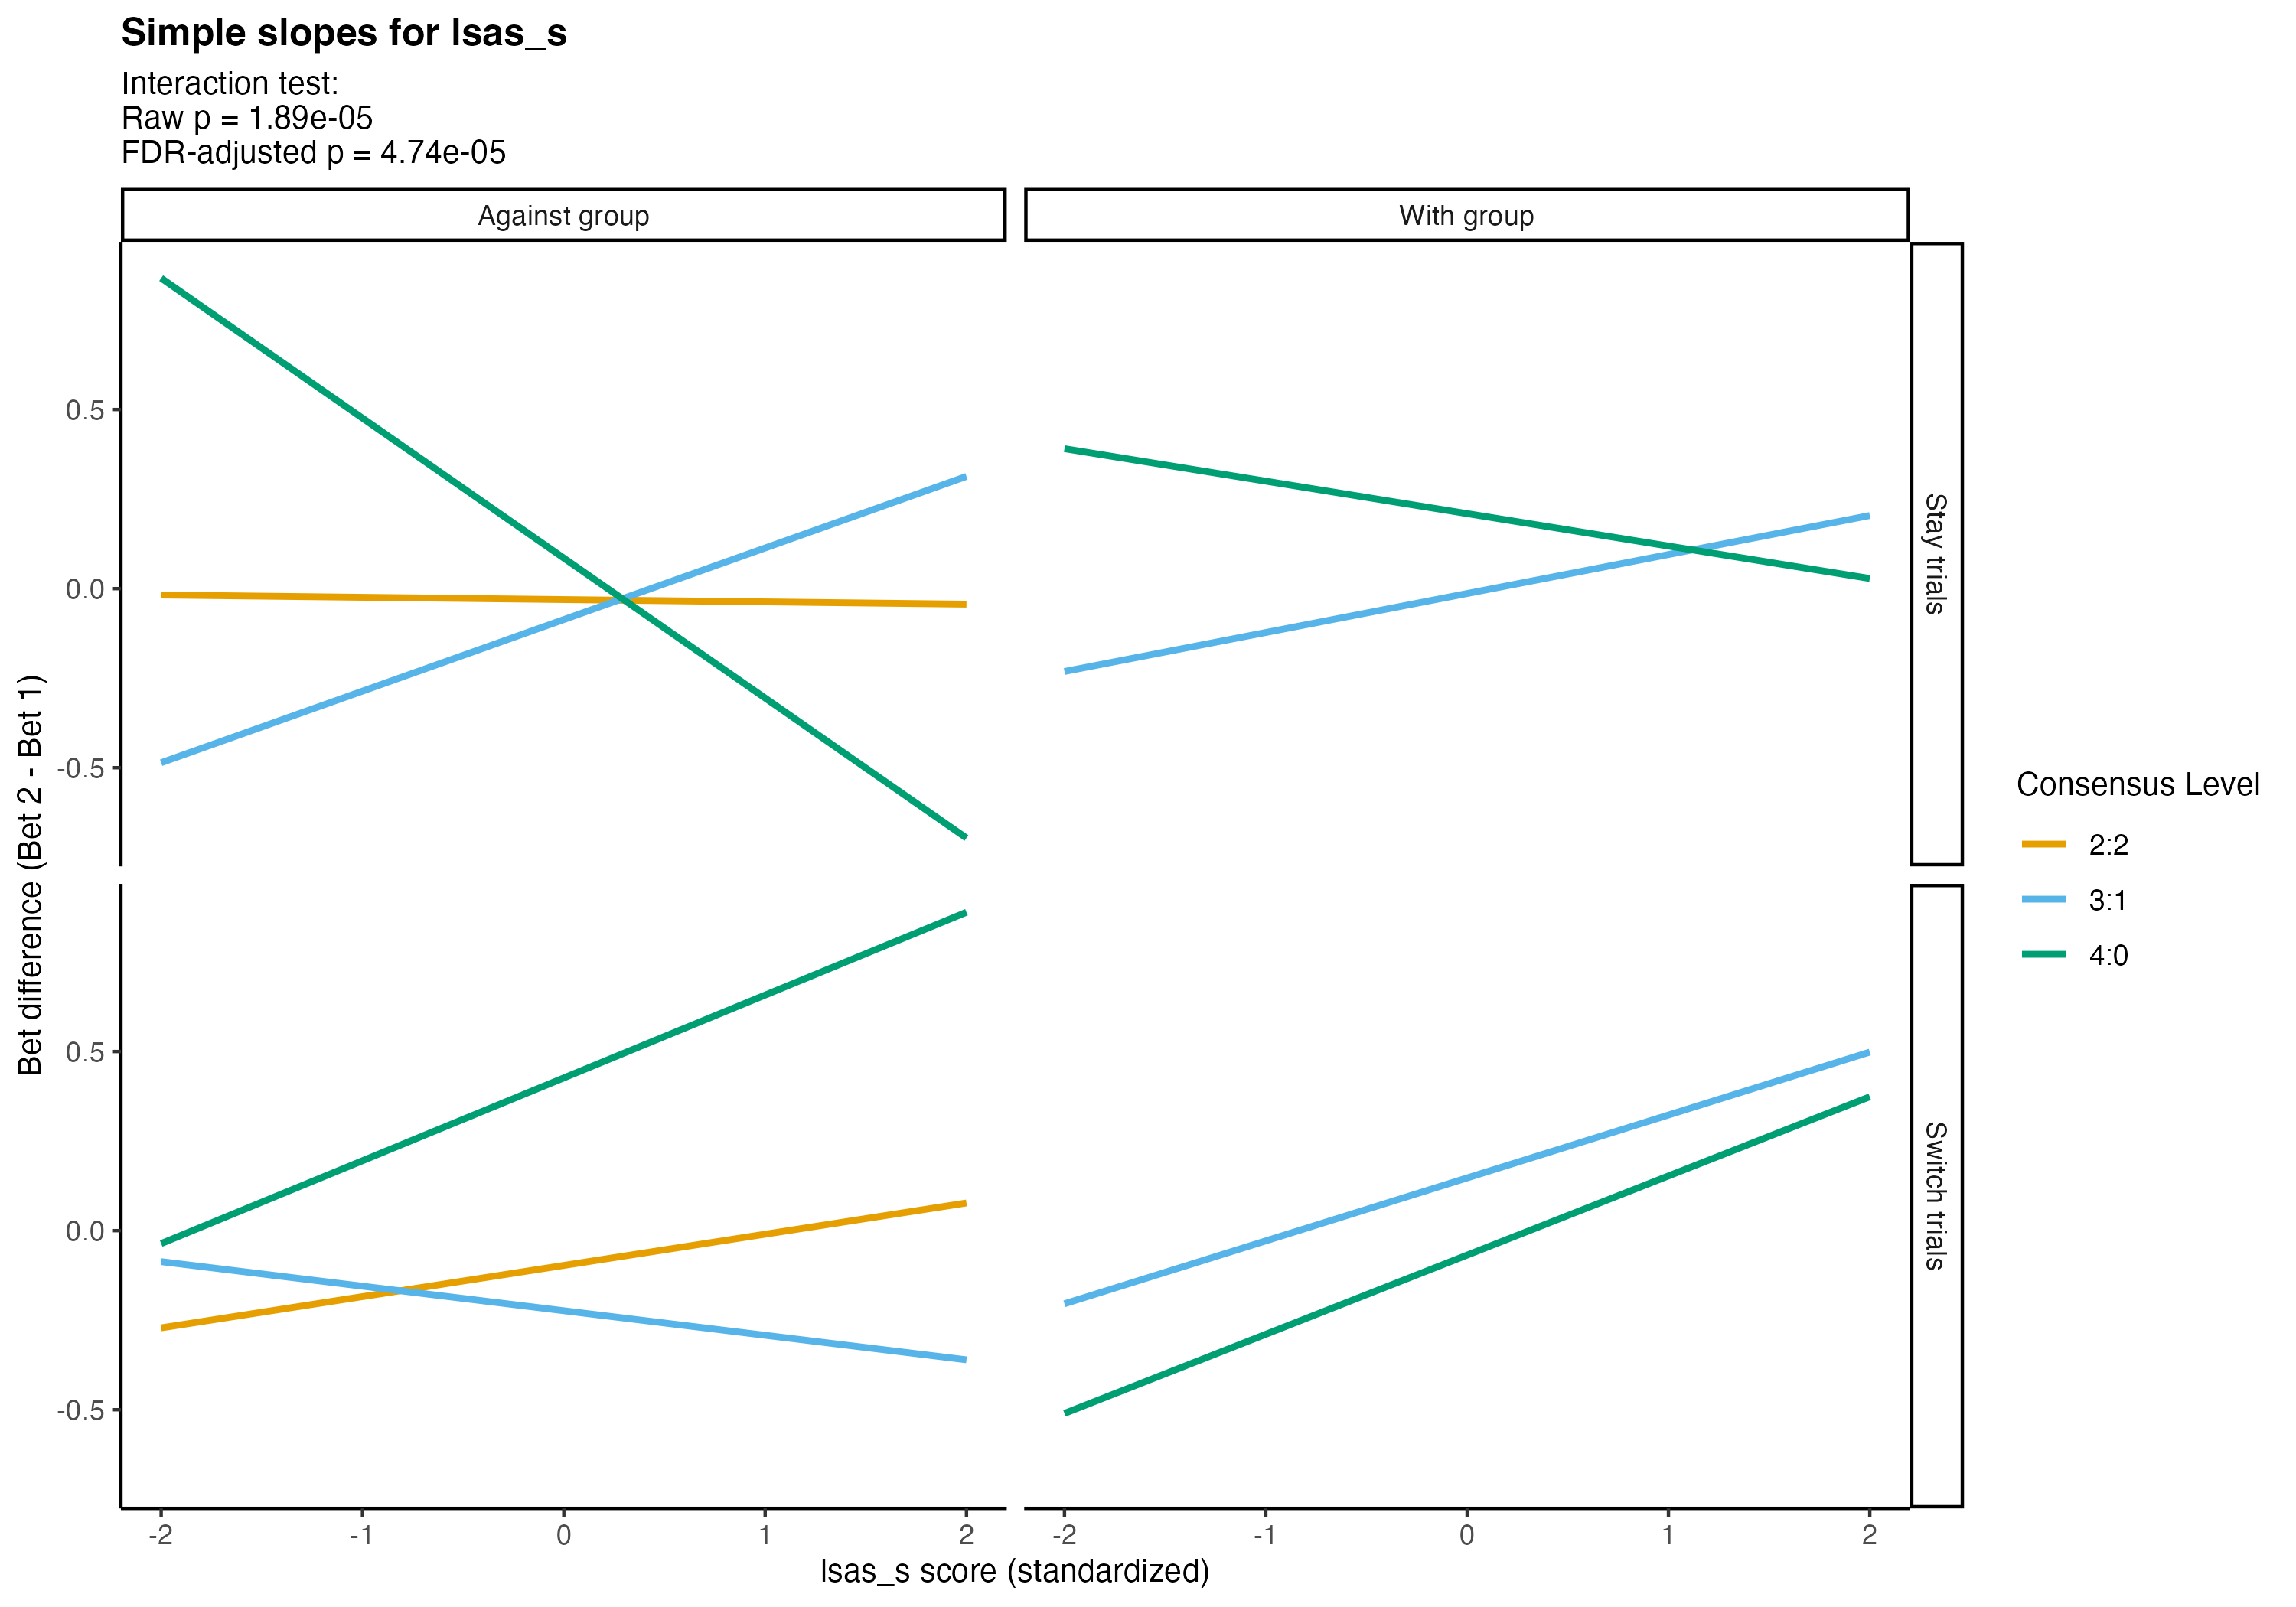 Simple slopes for lsas_s
Interaction test:
Raw p = 1.89e-05
FDR-adjusted p = 4.74e-05
Against group
With group
Stay trials
Switch trials
Bet difference (Bet 2 - Bet 1)
0.5
0.0
-0.5
0.5
0.0
-0.5
-2 -1 0 1 2
-2 -1 0 1 2
lsas_s score (standardized)
Consensus Level
2:2
3:1
4:0